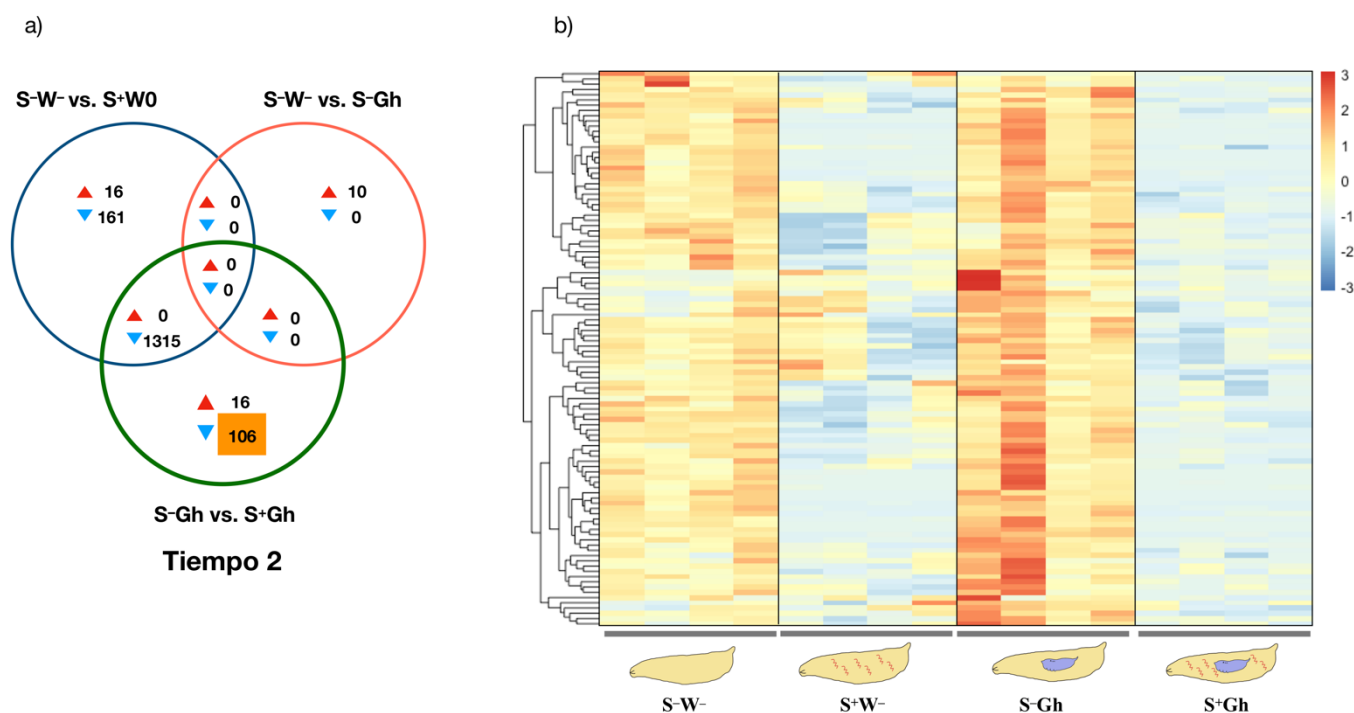 a)
b)
S-W- vs. S+W0
S-W- vs. S-Gh
16
161
0
0
10
0
0
0
0
1315
0
0
16
106
S-Gh vs. S+Gh
Tiempo 2
3
2
1
0
-1
-2
-3
S-W-
S+W-
S-Gh
S+Gh